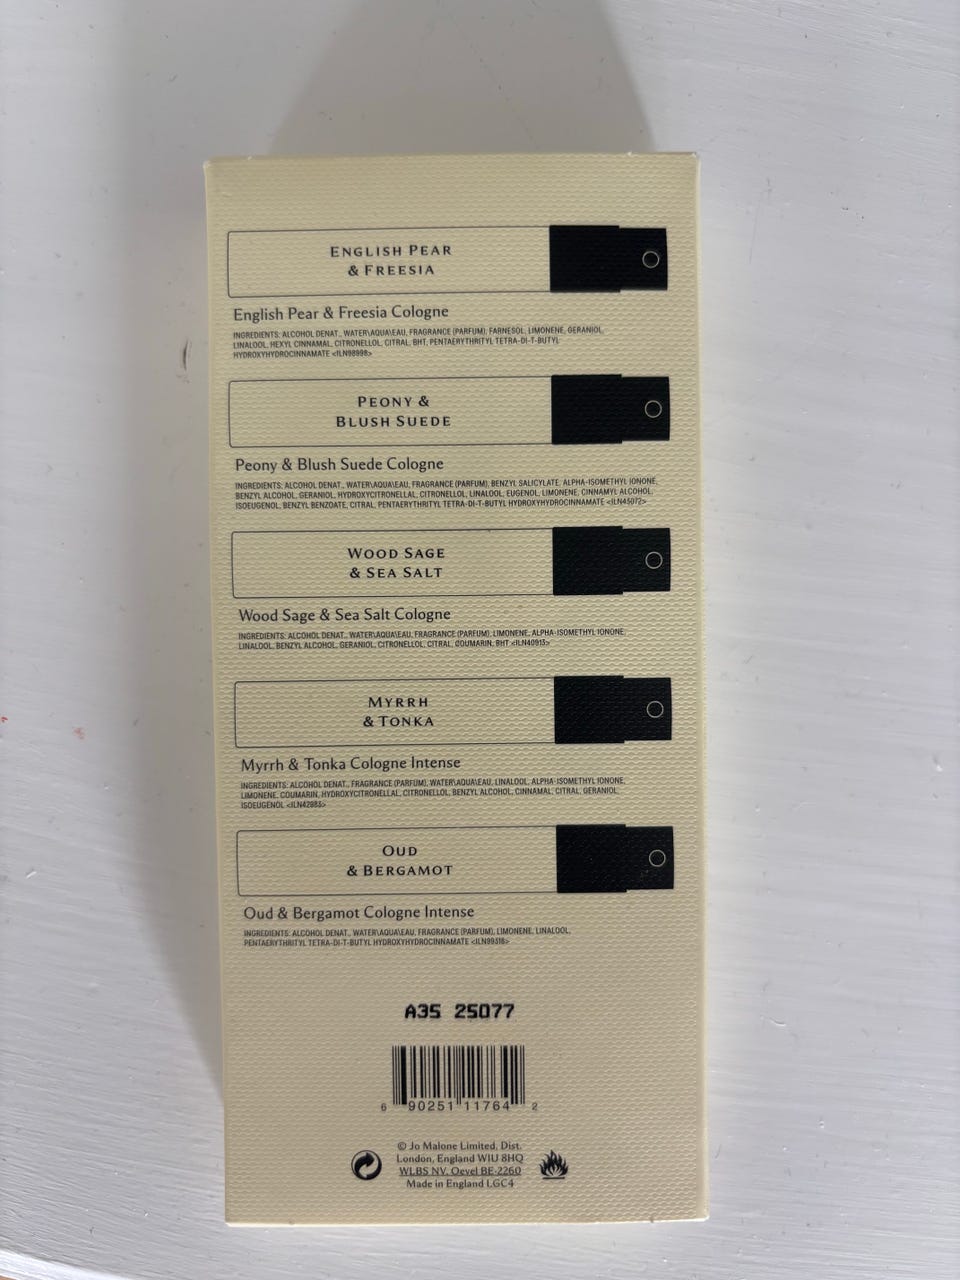 ENGLISH PEAR
& FREESIA
English Pear & Freesia Cologne
INGREDIENTS: ALCOHOL DENAT., WATER\AQUA\EAU, FRAGRANCE (PARFUM), FARNESOL, LIMONENE, GERANIOL,
LINALOOL, HEXYL CINNAMAL, CITRONELLOL, CITRAL, BHT, PENTAERYTHRITYL TETRA-DI-T-BUTYL
HYDROXYHYDROCINNAMATE <ILN98998>
PEONY &
BLUSH SUEDE
Peony & Blush Suede Cologne
INGREDIENTS: ALCOHOL DENAT., WATER\AQUA\EAU, FRAGRANCE (PARFUM), BENZYL SALICYLATE, ALPHA-ISOMETHYL IONONE,
BENZYL ALCOHOL, GERANIOL, HYDROXYCITRONELLAL, CITRONELLOL, LINALOOL, EUGENOL, LIMONENE, CINNAMYL ALCOHOL,
ISOEUGENOL, BENZYL BENZOATE, CITRAL, PENTAERYTHRITYL TETRA-DI-T-BUTYL HYDROXYHYDROCINNAMATE <ILN45072>
WOOD SAGE
& SEA SALT
Wood Sage & Sea Salt Cologne
INGREDIENTS: ALCOHOL DENAT., WATER\AQUA\EAU, FRAGRANCE (PARFUM), LIMONENE, ALPHA-ISOMETHYL IONONE,
LINALOOL, BENZYL ALCOHOL, GERANIOL, CITRONELLOL, CITRAL, COUMARIN, BHT <ILN40913>
MYRRH
& TONKA
Myrrh & Tonka Cologne Intense
INGREDIENTS: ALCOHOL DENAT., FRAGRANCE (PARFUM), WATER\AQUA\EAU, LINALOOL, ALPHA-ISOMETHYL IONONE,
LIMONENE, COUMARIN, HYDROXYCITRONELLAL, CITRONELLOL, BENZYL ALCOHOL, CINNAMAL, CITRAL, GERANIOL,
ISOEUGENOL <ILN42983>
OUD
& BERGAMOT
Oud & Bergamot Cologne Intense
INGREDIENTS: ALCOHOL DENAT., WATER\AQUA\EAU, FRAGRANCE (PARFUM), LIMONENE, LINALOOL,
PENTAERYTHRITYL TETRA-DI-T-BUTYL HYDROXYHYDROCINNAMATE <ILN99318>
A35 25077
6 90251 11764 2
© Jo Malone Limited, Dist.
London, England W1U 8HQ
WLBS NV, Oevel BE-2260
Made in England LGC4